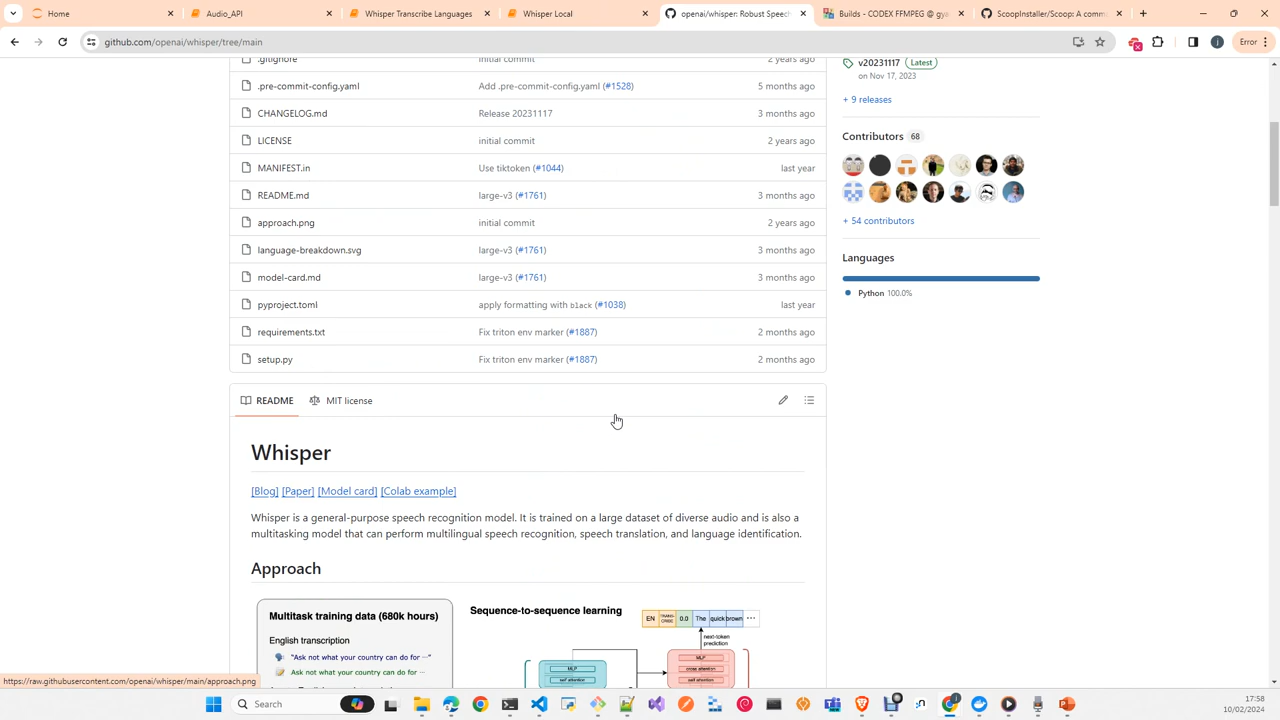 Home
Audio_API
Whisper Transcribe Languages
Whisper Local
openai/whisper: Robust Speech
Builds - CODEX FFMPEG @ gya
ScoopInstaller/Scoop: A comma
github.com/openai/whisper/tree/main
Error
.gitignore initial commit 2 years ago
.pre-commit-config.yaml Add .pre-commit-config.yaml (#1528) 5 months ago
CHANGELOG.md Release 20231117 3 months ago
LICENSE initial commit 2 years ago
MANIFEST.in Use tiktoken (#1044) last year
README.md large-v3 (#1761) 3 months ago
approach.png initial commit 2 years ago
language-breakdown.svg large-v3 (#1761) 3 months ago
model-card.md large-v3 (#1761) 3 months ago
pyproject.toml apply formatting with black (#1038) last year
requirements.txt Fix triton env marker (#1887) 2 months ago
setup.py Fix triton env marker (#1887) 2 months ago
v20231117 Latest
on Nov 17, 2023
+ 9 releases
Contributors 68
+ 54 contributors
Languages
Python 100.0%
README MIT license
Whisper
[Blog] [Paper] [Model card] [Colab example]
Whisper is a general-purpose speech recognition model. It is trained on a large dataset of diverse audio and is also a
multitasking model that can perform multilingual speech recognition, speech translation, and language identification.
Approach
Multitask training data (680k hours)
English transcription
"Ask not what your country can do for ⋯"
Ask not what your country can do for ⋯
Sequence-to-sequence learning
EN TRANS-CRIBE 0.0 The quick brown ⋯
next-token
prediction
MLP
self attention
MLP
cross attention
self attention
https://raw.githubusercontent.com/openai/whisper/main/approach.png
Search
17:58
10/02/2024